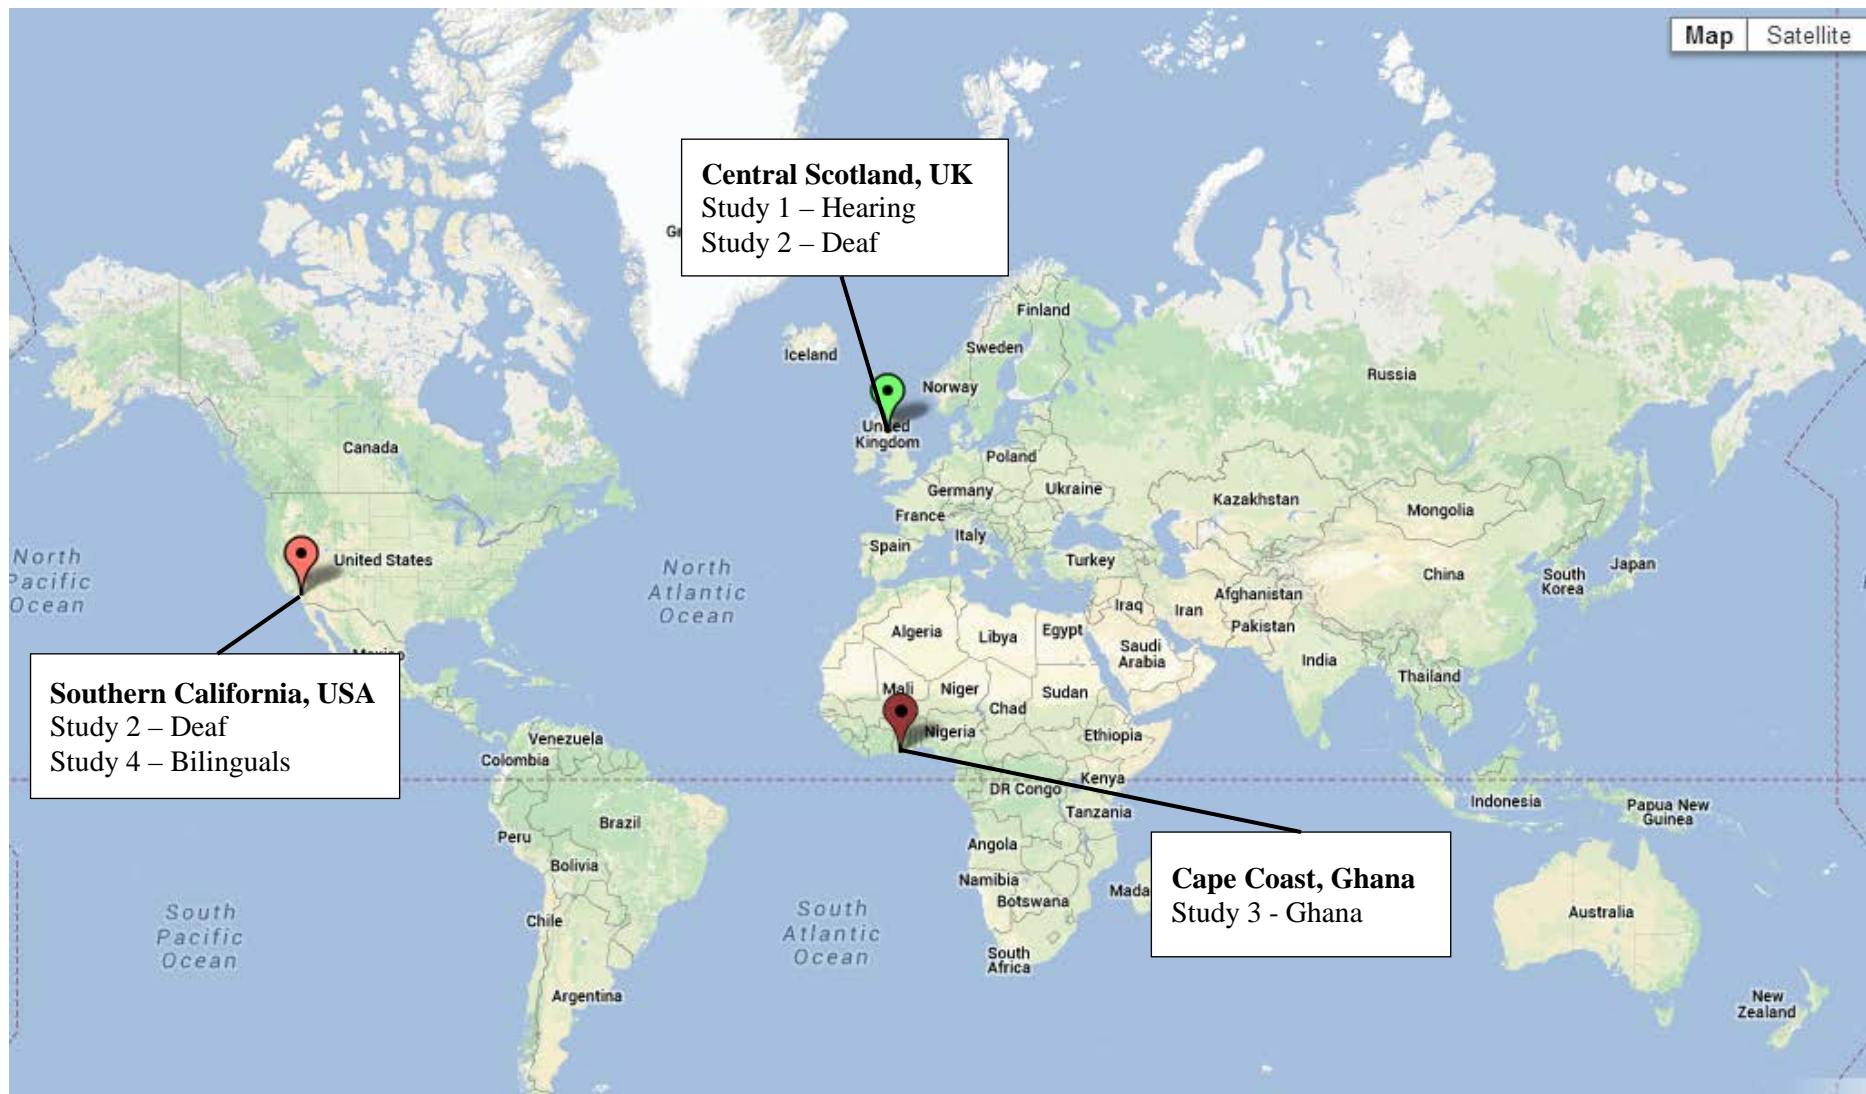 Map
Satellite
Central Scotland, UK
Study 1 – Hearing
Study 2 – Deaf
Gr
Finland
Iceland
Sweden
Norway
Russia
United
Kingdom
Canada
Poland
Germany
Ukraine
Kazakhstan
Mongolia
France
Italy
Spain
Turkey
North
Pacific
Ocean
United States
North
Atlantic
Ocean
China
South
Korea
Japan
Afghanistan
Iraq
Iran
Pakistan
Algeria
Libya
Egypt
Saudi
Arabia
India
Thailand
Mexico
Southern California, USA
Study 2 – Deaf
Study 4 – Bilinguals
Mali
Niger
Chad
Sudan
Nigeria
Ethiopia
Venezuela
Colombia
Kenya
DR Congo
Tanzania
Indonesia
Papua New
Guinea
Brazil
Peru
Bolivia
Angola
Namibia
Botswana
Mada
Cape Coast, Ghana
Study 3 - Ghana
Australia
South
Pacific
Ocean
Chile
South
Atlantic
Ocean
South
Africa
Argentina
New
Zealand